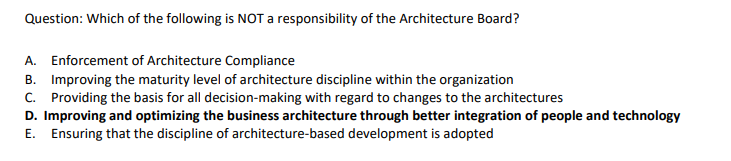 Question: Which of the following is NOT a responsibility of the Architecture Board?
A. Enforcement of Architecture Compliance
B. Improving the maturity level of architecture discipline within the organization
C. Providing the basis for all decision-making with regard to changes to the architectures
D. Improving and optimizing the business architecture through better integration of people and technology
E. Ensuring that the discipline of architecture-based development is adopted